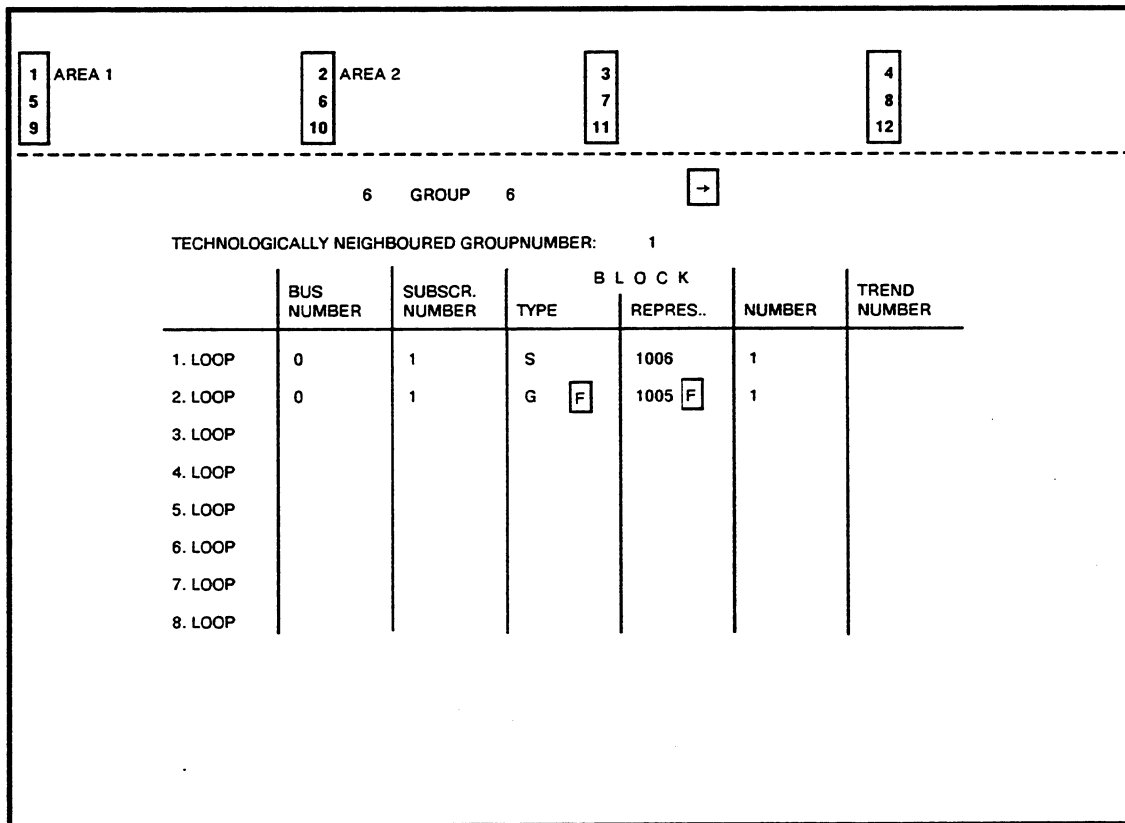 1 AREA 1 2 AREA 2 3 4
5 6 7 8
9 10 11 12
6 GROUP 6 →
TECHNOLOGICALLY NEIGHBOURED GROUPNUMBER: 1
B L O C K
BUS NUMBER SUBSCR. NUMBER TYPE REPRES.. NUMBER TREND NUMBER
1. LOOP 0 1 S 1006 1
2. LOOP 0 1 G F 1005 F 1
3. LOOP
4. LOOP
5. LOOP
6. LOOP
7. LOOP
8. LOOP